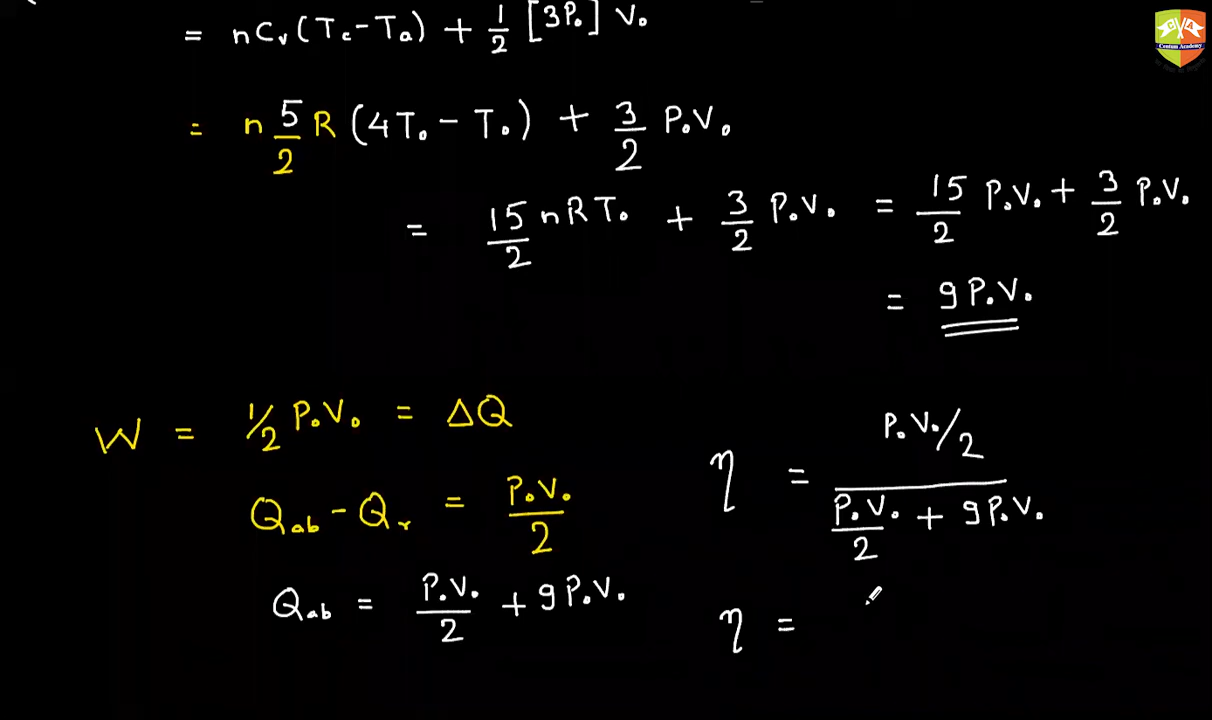 = nCv(Tc-Ta) + 1/2 [3P₀] V₀
= n 5/2 R (4T₀ - T₀) + 3/2 P₀V₀
= 15/2 nRT₀ + 3/2 P₀V₀ = 15/2 P₀V₀ + 3/2 P₀V₀
= 9P₀V₀
W = 1/2 P₀V₀ = ΔQ
Qab - Qr = P₀V₀/2
Qab = P₀V₀/2 + 9P₀V₀
η = (P₀V₀/2)/(P₀V₀/2 + 9P₀V₀)
η =
Centum Academy